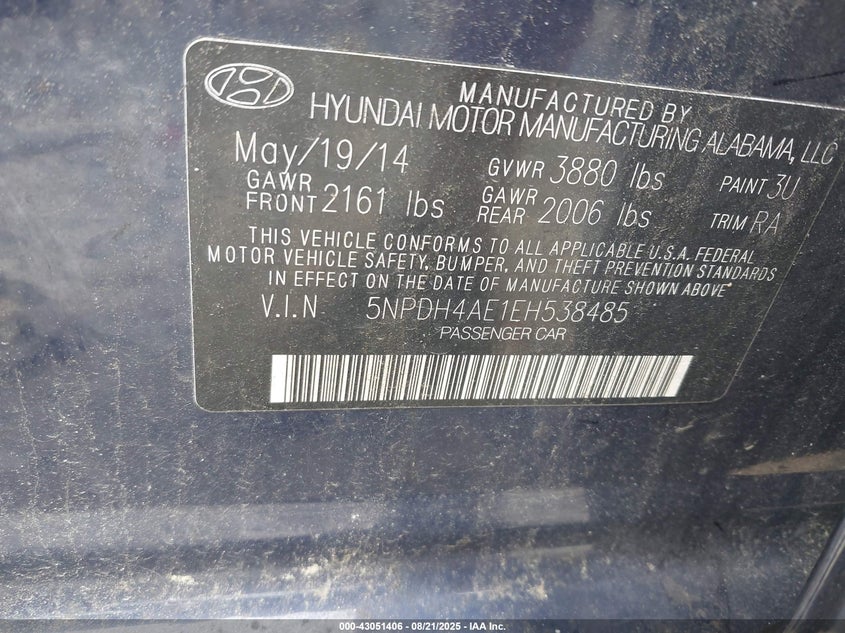 MANUFACTURED BY
HYUNDAI MOTOR MANUFACTURING ALABAMA, LLC
May/19/14 GVWR 3880 lbs PAINT 3U
GAWR FRONT 2161 lbs GAWR REAR 2006 lbs TRIM RA
THIS VEHICLE CONFORMS TO ALL APPLICABLE U.S.A. FEDERAL
MOTOR VEHICLE SAFETY, BUMPER, AND THEFT PREVENTION STANDARDS
IN EFFECT ON THE DATE OF MANUFACTURE SHOWN ABOVE"
V.I.N 5NPDH4AE1EH538485
PASSENGER CAR
000-43051406 - 08/21/2025 - IAA Inc.